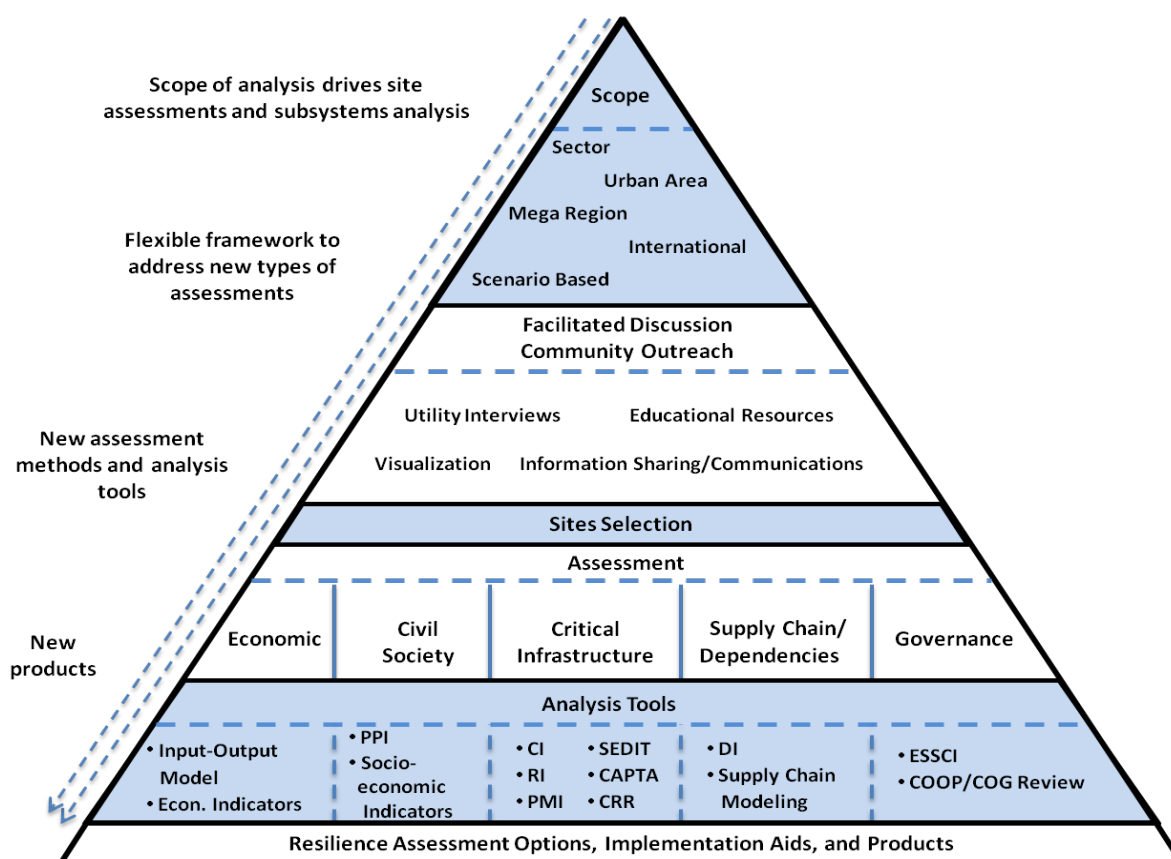 Scope of analysis drives site
assessments and subsystems analysis
Flexible framework to
address new types of
assessments
New assessment
methods and analysis
tools
New
products
Scope
Sector
Urban Area
Mega Region
International
Scenario Based
Facilitated Discussion
Community Outreach
Utility Interviews
Educational Resources
Visualization
Information Sharing/Communications
Sites Selection
Assessment
Economic
Civil
Society
Critical
Infrastructure
Supply Chain/
Dependencies
Governance
Analysis Tools
• Input-Output
Model
• Econ. Indicators
• PPI
• Socio-
economic
Indicators
• CI
• RI
• PMI
• SEDIT
• CAPTA
• CRR
• DI
• Supply Chain
Modeling
• ESSCI
• COOP/COG Review
Resilience Assessment Options, Implementation Aids, and Products